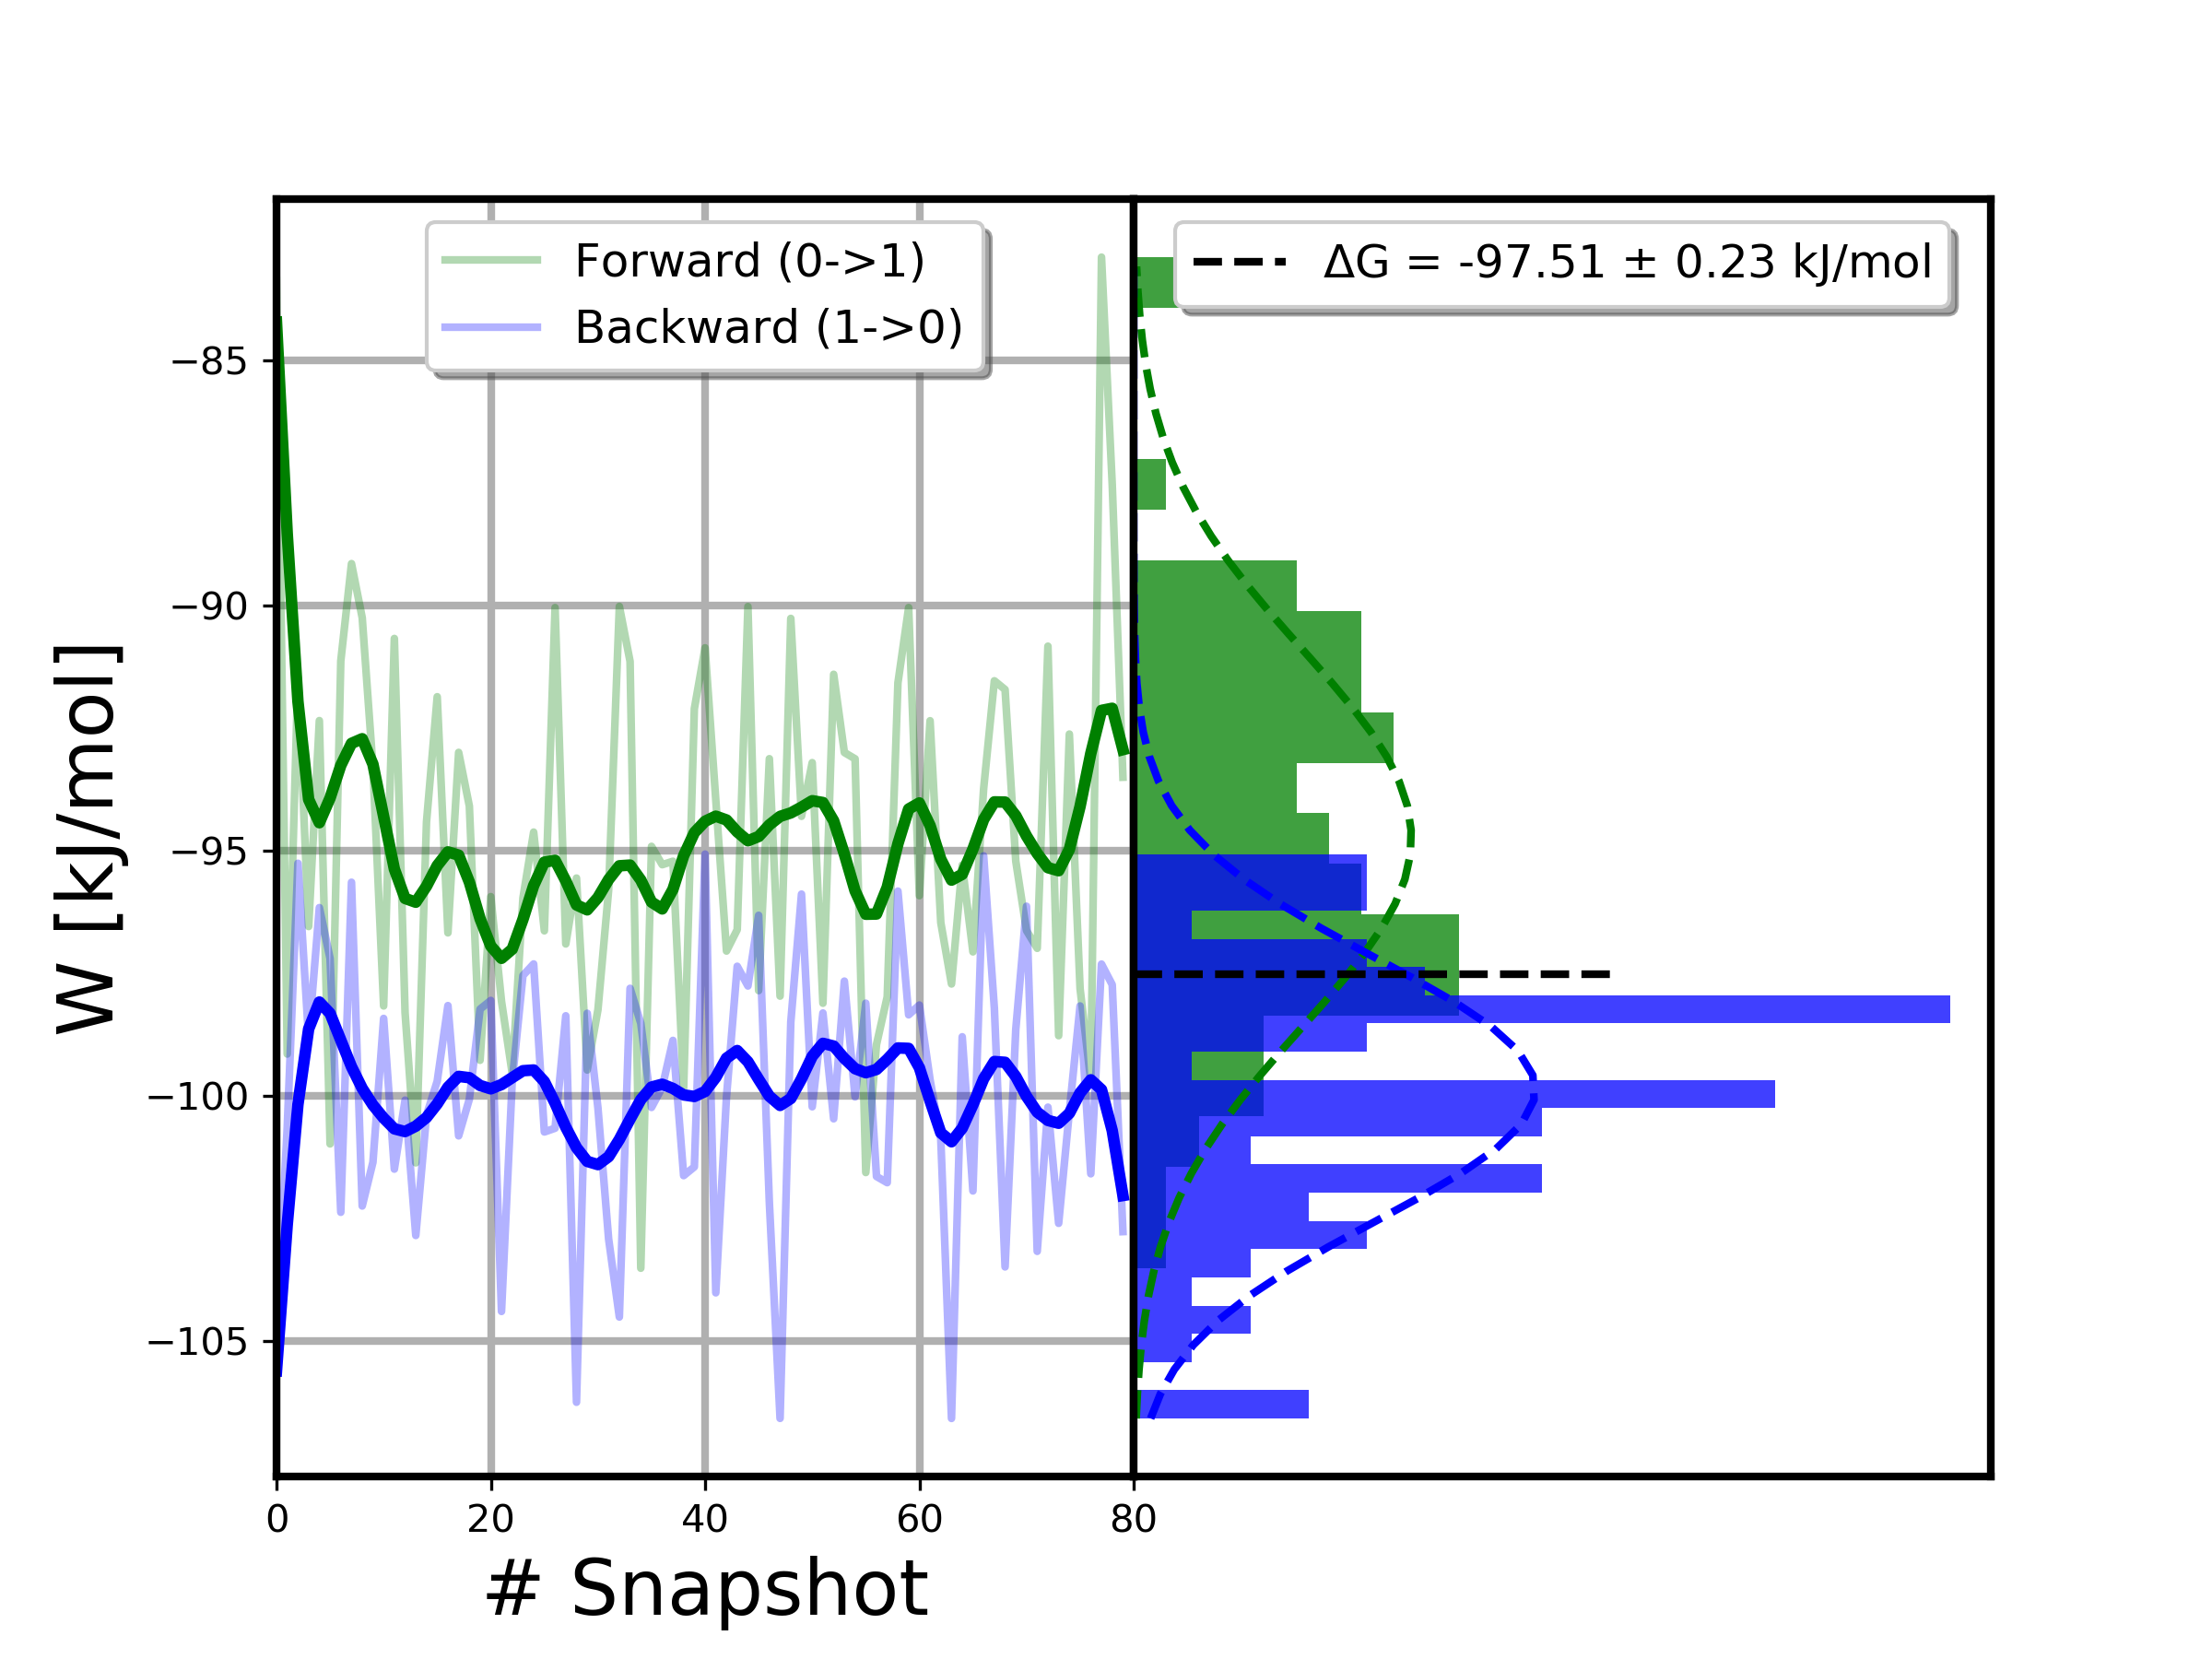 Forward (0->1)
Backward (1->0)
ΔG = -97.51 ± 0.23 kJ/mol
W [kJ/mol]
−85
−90
−95
−100
−105
0 20 40 60 80
# Snapshot